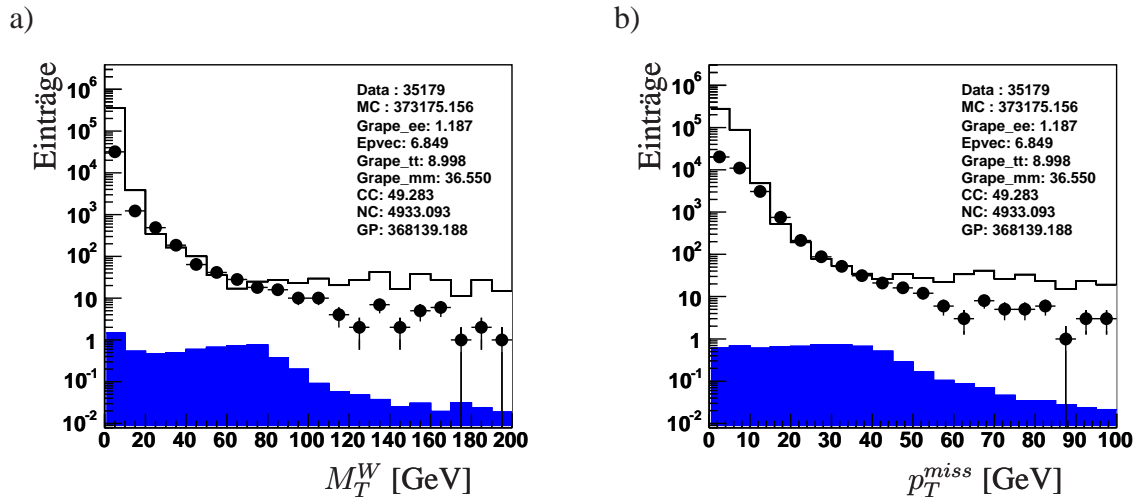 a)
Einträge
10^6
10^5
10^4
10^3
10^2
10
1
10^-1
10^-2
Data : 35179
MC : 373175.156
Grape_ee: 1.187
Epvec: 6.849
Grape_tt: 8.998
Grape_mm: 36.550
CC: 49.283
NC: 4933.093
GP: 368139.188
0 20 40 60 80 100 120 140 160 180 200
M_T^W [GeV]
b)
Einträge
10^6
10^5
10^4
10^3
10^2
10
1
10^-1
10^-2
Data : 35179
MC : 373175.156
Grape_ee: 1.187
Epvec: 6.849
Grape_tt: 8.998
Grape_mm: 36.550
CC: 49.283
NC: 4933.093
GP: 368139.188
0 10 20 30 40 50 60 70 80 90 100
p_T^miss [GeV]